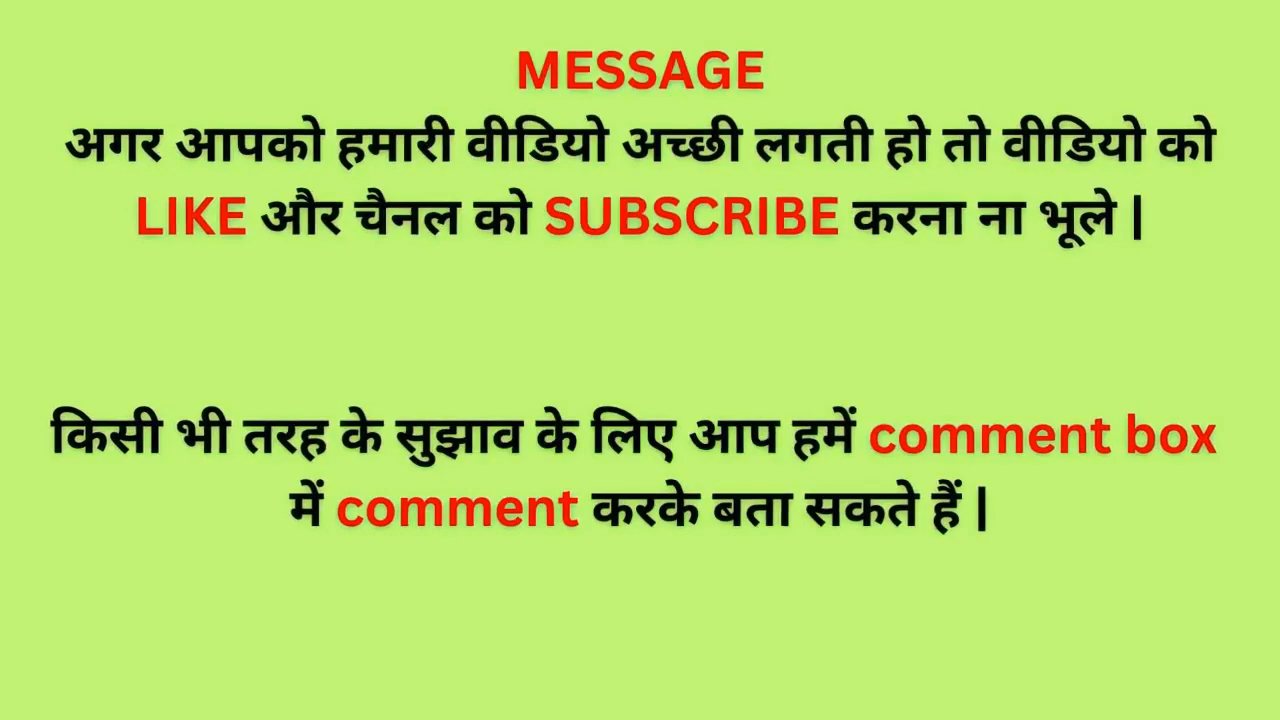 MESSAGE
अगर आपको हमारी वीडियो अच्छी लगती हो तो वीडियो को
LIKE और चैनल को SUBSCRIBE करना ना भूले |
किसी भी तरह के सुझाव के लिए आप हमें comment box
में comment करके बता सकते हैं |